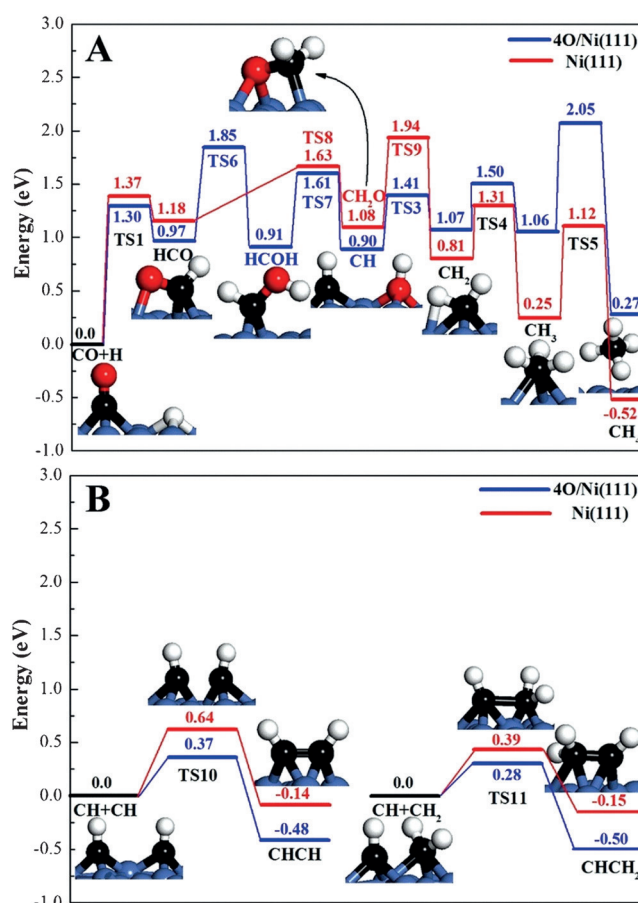 3.0
2.5
2.0
1.5
1.0
0.5
0.0
-0.5
-1.0
Energy (eV)
A
4O/Ni(111)
Ni(111)
0.0
CO+H
1.37
1.30
TS1
1.18
0.97
HCO
1.85
TS6
0.91
HCOH
TS8
1.63
1.61
TS7
CH₂O
1.08
0.90
CH
1.94
TS9
1.41
TS3
1.07
0.81
CH₂
1.50
1.31
TS4
1.06
0.25
CH₃
2.05
1.12
TS5
0.27
-0.52
CH₄
3.0
2.5
2.0
1.5
1.0
0.5
0.0
-0.5
-1.0
Energy (eV)
B
4O/Ni(111)
Ni(111)
0.0
CH+CH
0.64
0.37
TS10
-0.14
-0.48
CHCH
0.0
CH+CH₂
0.39
0.28
TS11
-0.15
-0.50
CHCH₂